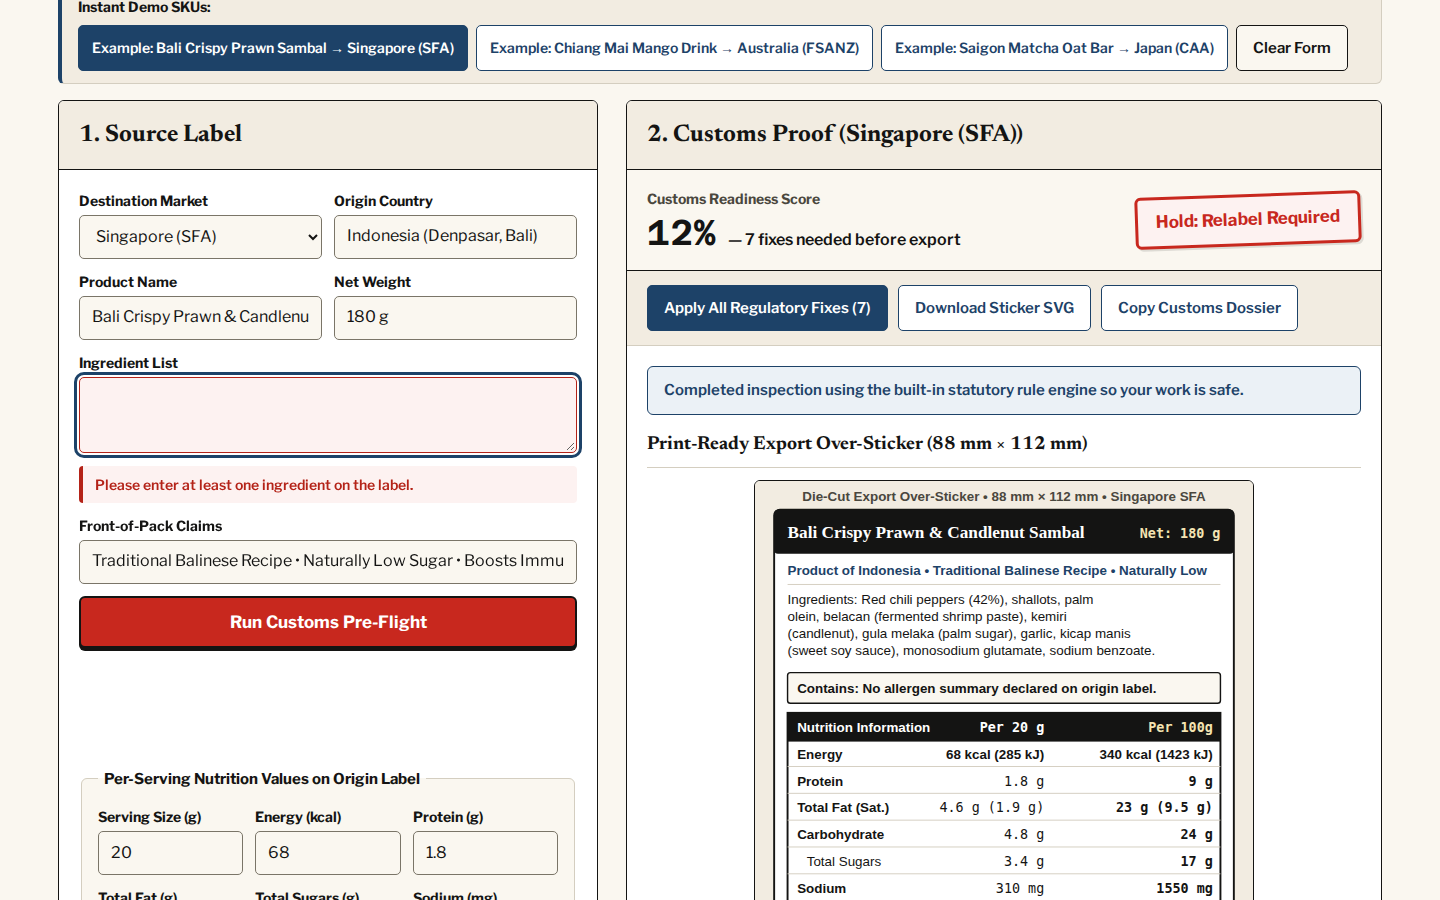 Instant Demo SKUs:
Example: Bali Crispy Prawn Sambal → Singapore (SFA)
Example: Chiang Mai Mango Drink → Australia (FSANZ)
Example: Saigon Matcha Oat Bar → Japan (CAA)
Clear Form
1. Source Label
Destination Market
Origin Country
Singapore (SFA)
Indonesia (Denpasar, Bali)
Product Name
Net Weight
Bali Crispy Prawn & Candlenu
180 g
Ingredient List
Please enter at least one ingredient on the label.
Front-of-Pack Claims
Traditional Balinese Recipe • Naturally Low Sugar • Boosts Immu
Run Customs Pre-Flight
Per-Serving Nutrition Values on Origin Label
Serving Size (g)
Energy (kcal)
Protein (g)
20
68
1.8
Total Fat (g)
Total Sugars (g)
Sodium (mg)
2. Customs Proof (Singapore (SFA))
Customs Readiness Score
12% — 7 fixes needed before export
Hold: Relabel Required
Apply All Regulatory Fixes (7)
Download Sticker SVG
Copy Customs Dossier
Completed inspection using the built-in statutory rule engine so your work is safe.
Print-Ready Export Over-Sticker (88 mm × 112 mm)
Die-Cut Export Over-Sticker • 88 mm × 112 mm • Singapore SFA
Bali Crispy Prawn & Candlenut Sambal
Net: 180 g
Product of Indonesia • Traditional Balinese Recipe • Naturally Low
Ingredients: Red chili peppers (42%), shallots, palm
olein, belacan (fermented shrimp paste), kemiri
(candlenut), gula melaka (palm sugar), garlic, kicap manis
(sweet soy sauce), monosodium glutamate, sodium benzoate.
Contains: No allergen summary declared on origin label.
Nutrition Information Per 20 g Per 100g
Energy 68 kcal (285 kJ) 340 kcal (1423 kJ)
Protein 1.8 g 9 g
Total Fat (Sat.) 4.6 g (1.9 g) 23 g (9.5 g)
Carbohydrate 4.8 g 24 g
Total Sugars 3.4 g 17 g
Sodium 310 mg 1550 mg